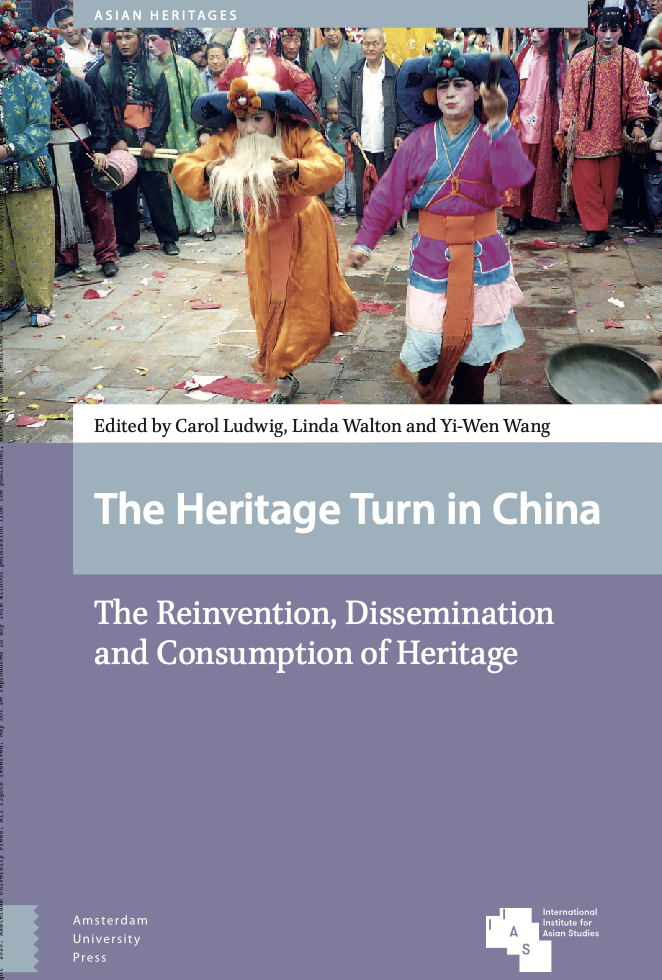 ASIAN HERITAGES
Edited by Carol Ludwig, Linda Walton and Yi-Wen Wang
The Heritage Turn in China
The Reinvention, Dissemination
and Consumption of Heritage
Amsterdam
University
Press
I I
A
S
International
Institute for
Asian Studies